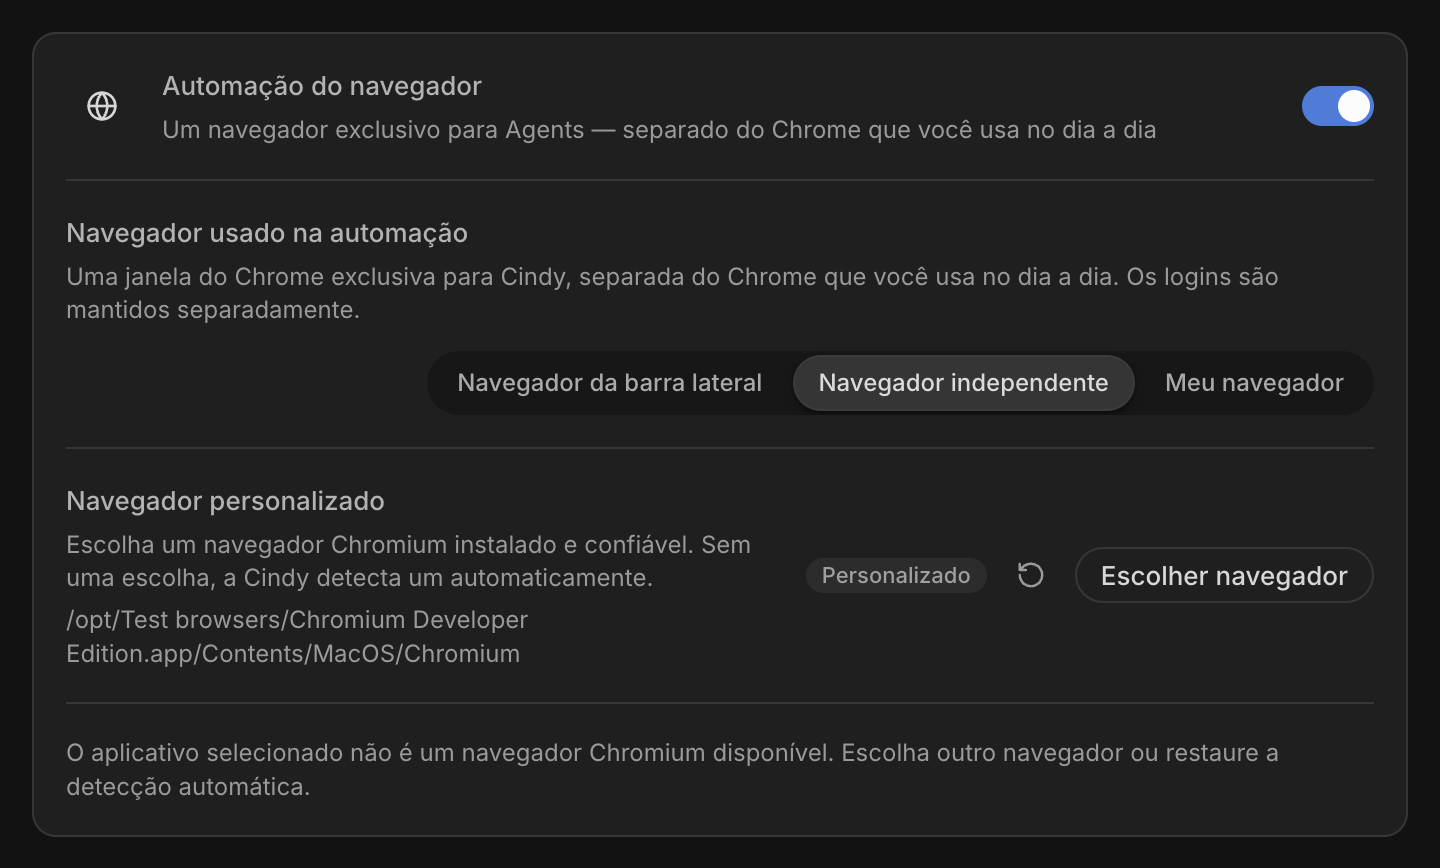 Automação do navegador
Um navegador exclusivo para Agents — separado do Chrome que você usa no dia a dia
Navegador usado na automação
Uma janela do Chrome exclusiva para Cindy, separada do Chrome que você usa no dia a dia. Os logins são
mantidos separadamente.
Navegador da barra lateral
Navegador independente
Meu navegador
Navegador personalizado
Escolha um navegador Chromium instalado e confiável. Sem
uma escolha, a Cindy detecta um automaticamente.
/opt/Test browsers/Chromium Developer
Edition.app/Contents/MacOS/Chromium
Personalizado
Escolher navegador
O aplicativo selecionado não é um navegador Chromium disponível. Escolha outro navegador ou restaure a
detecção automática.